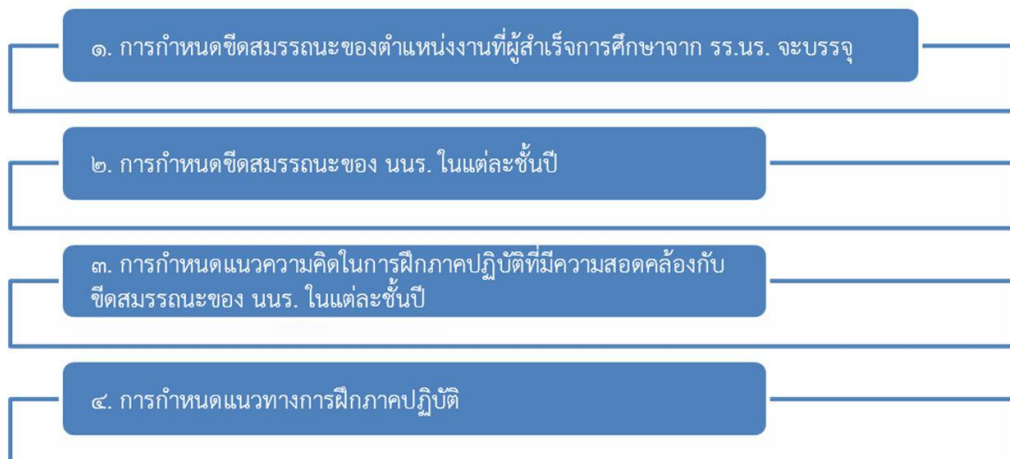 ๑. การกำหนดขีดสมรรถนะของตำแหน่งงานที่ผู้สำเร็จการศึกษาจาก รร.นร. จะบรรจุ
๒. การกำหนดขีดสมรรถนะของ นนร. ในแต่ละชั้นปี
๓. การกำหนดแนวความคิดในการฝึกภาคปฏิบัติที่มีความสอดคล้องกับ
ขีดสมรรถนะของ นนร. ในแต่ละชั้นปี
๔. การกำหนดแนวทางการฝึกภาคปฏิบัติ